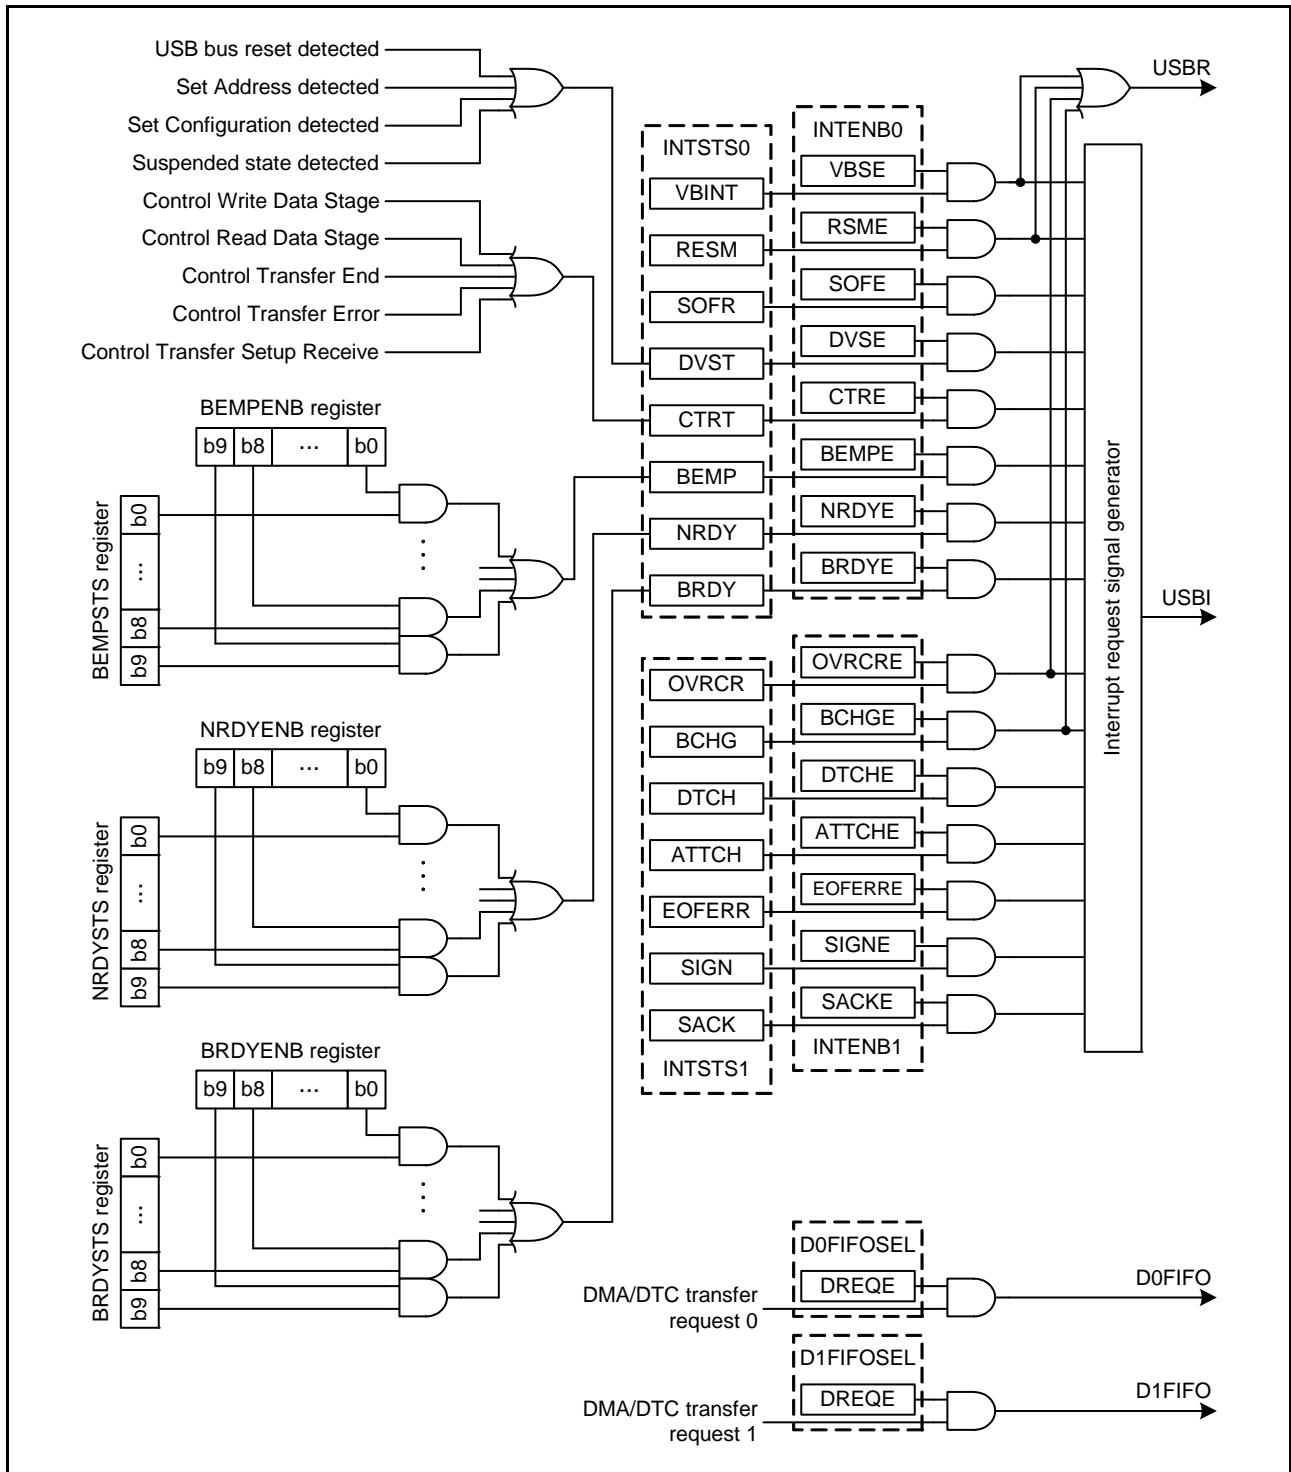 USB bus reset detected
Set Address detected
Set Configuration detected
Suspended state detected
Control Write Data Stage
Control Read Data Stage
Control Transfer End
Control Transfer Error
Control Transfer Setup Receive
BEMPENB register
b9 b8 ... b0
BEMPSTS register
b0
...
b8
b9
NRDYENB register
b9 b8 ... b0
NRDYSTS register
b0
...
b8
b9
BRDYENB register
b9 b8 ... b0
BRDYSTS register
b0
...
b8
b9
INTSTS0
VBINT
RESM
SOFR
DVST
CTRT
BEMP
NRDY
BRDY
INTENB0
VBSE
RSME
SOFE
DVSE
CTRE
BEMPE
NRDYE
BRDYE
OVRCR
BCHG
DTCH
ATTCH
EOFERR
SIGN
SACK
INTSTS1
OVRCRE
BCHGE
DTCHE
ATTCHE
EOFERRE
SIGNE
SACKE
INTENB1
Interrupt request signal generator
USBR
USBI
D0FIFOSEL
DREQE
DMA/DTC transfer
request 0
D0FIFO
D1FIFOSEL
DREQE
DMA/DTC transfer
request 1
D1FIFO